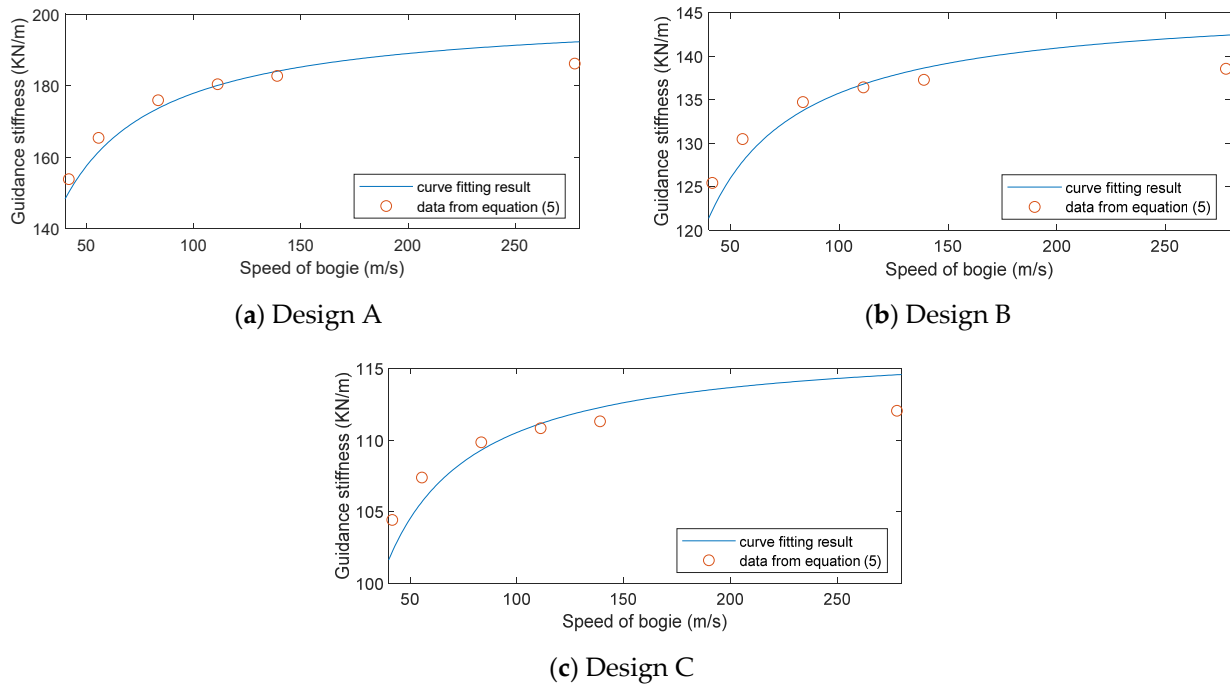 200
180
160
140
Guidance stiffness (KN/m)
50
100
150
200
250
Speed of bogie (m/s)
curve fitting result
data from equation (5)
(a) Design A
145
140
135
130
125
120
Guidance stiffness (KN/m)
50
100
150
200
250
Speed of bogie (m/s)
curve fitting result
data from equation (5)
(b) Design B
115
110
105
100
Guidance stiffness (KN/m)
50
100
150
200
250
Speed of bogie (m/s)
curve fitting result
data from equation (5)
(c) Design C